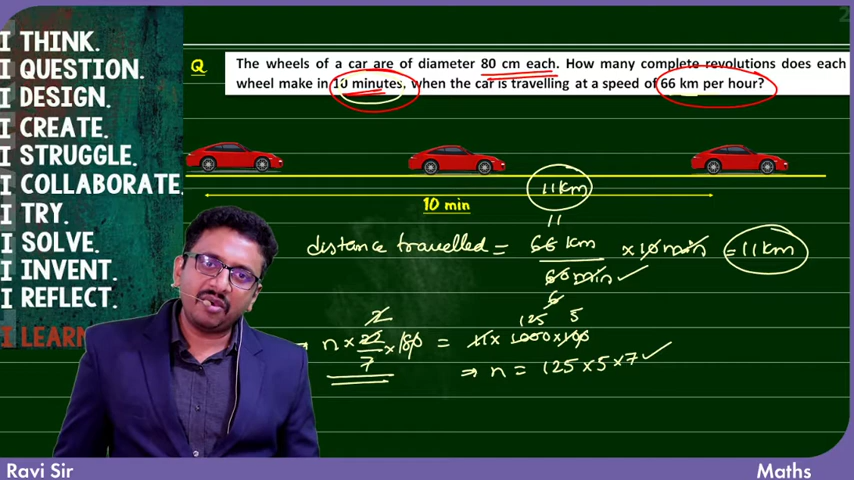 I THINK.
I QUESTION.
I DESIGN.
I CREATE.
I STRUGGLE.
I COLLABORATE.
I TRY.
I SOLVE.
I INVENT.
I REFLECT.
I LEARN
2
Q
The wheels of a car are of diameter 80 cm each. How many complete revolutions does each
wheel make in 10 minutes, when the car is travelling at a speed of 66 km per hour?
11km
10 min
11
distance travelled = 66 km × 10 min = 11km
60 min
6
2 125 5
⇒ n × 22/7 × 80 = 11 × 1000 × 100
⇒ n = 125 × 5 × 7
Ravi Sir
Maths